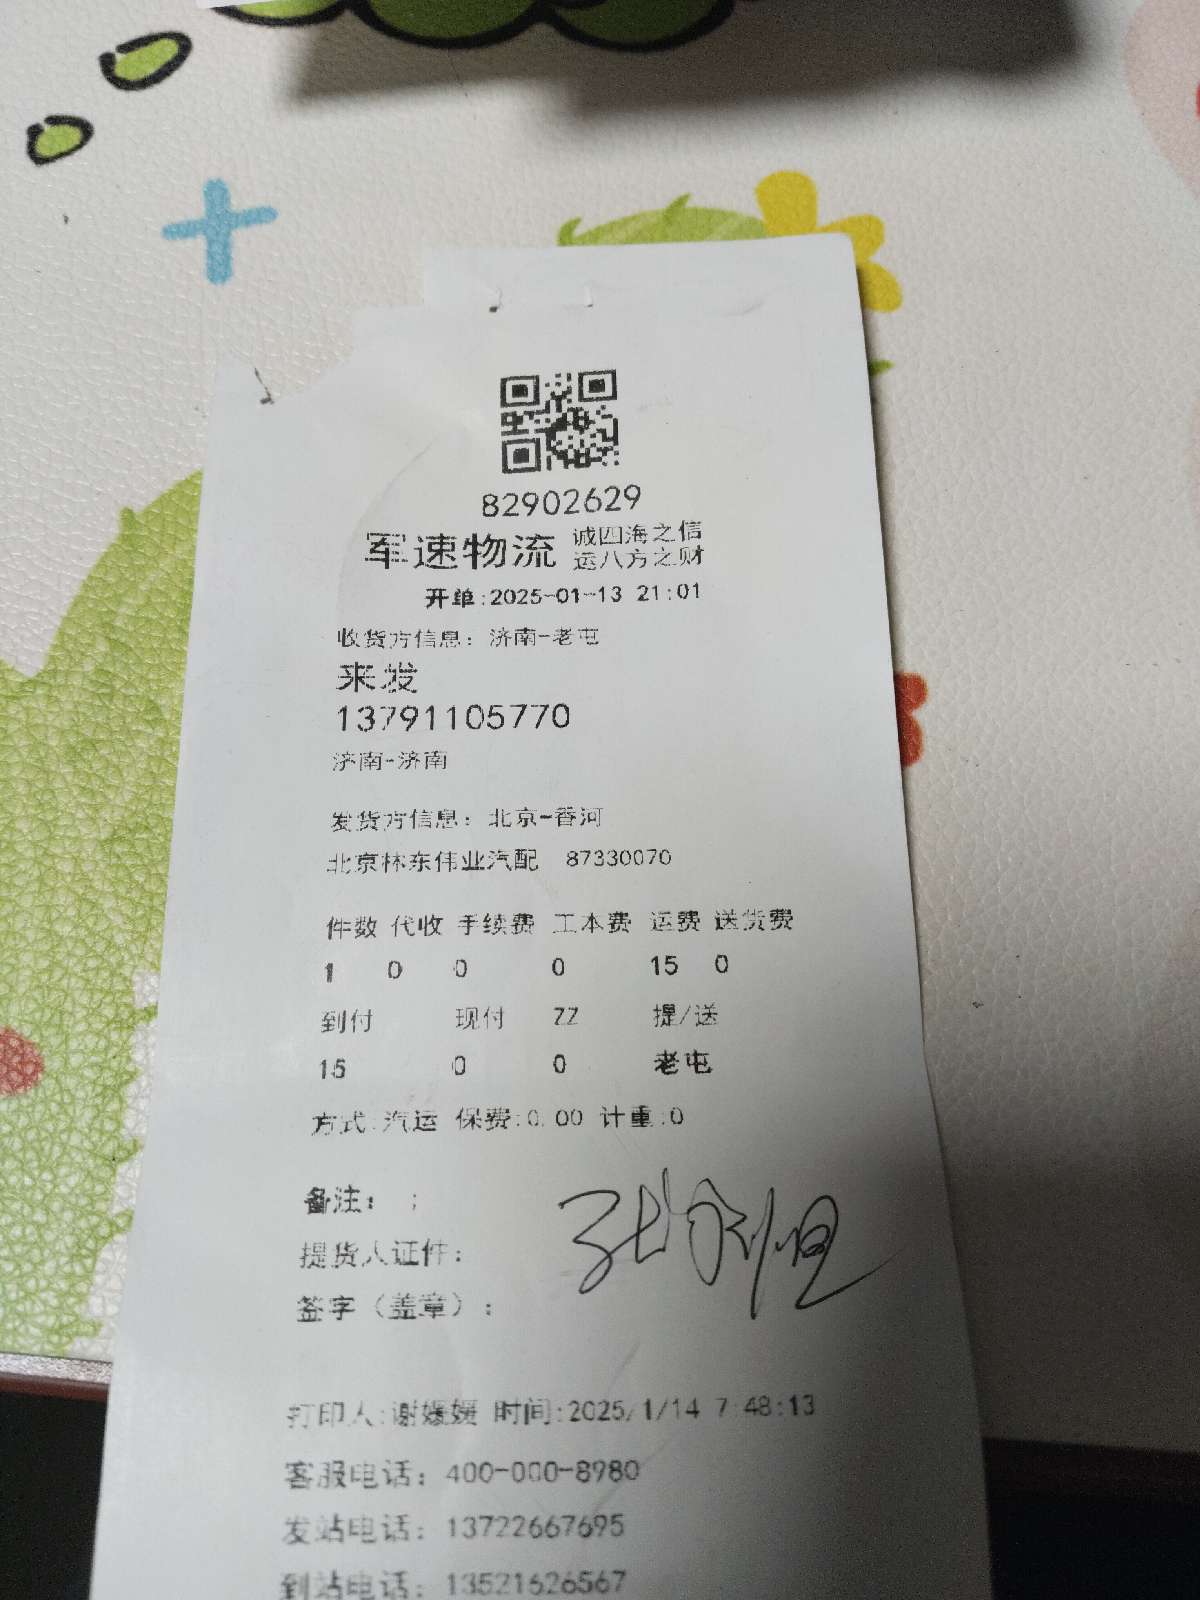 82902629
军速物流 诚四海之信
运八方之财
开单:2025-01-13 21:01
收货方信息: 济南-老屯
来发
13791105770
济南-济南
发货方信息: 北京-香河
北京林东伟业汽配 87330070
件数 代收 手续费 工本费 运费 送货费
1 0 0 0 15 0
到付 现付 ZZ 提/送
15 0 0 老屯
方式:汽运 保费:0.00 计重:0
备注: ;
提货人证件:
签字（盖章）:
打印人:谢媛媛 时间:2025/1/14 7:48:13
客服电话: 400-000-8980
发站电话: 13722667695
到站电话: 13521626567